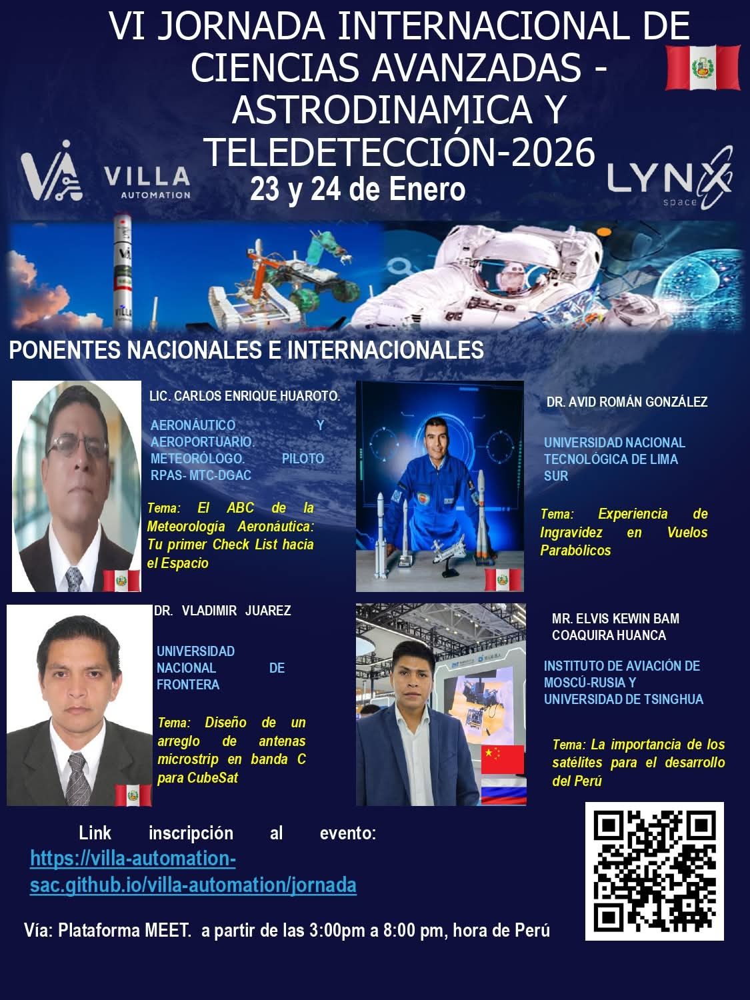 VI JORNADA INTERNACIONAL DE
CIENCIAS AVANZADAS -
ASTRODINAMICA Y
TELEDETECCIÓN-2026
23 y 24 de Enero
VILLA
AUTOMATION
LYNX
space
PONENTES NACIONALES E INTERNACIONALES
LIC. CARLOS ENRIQUE HUAROTO.
AERONÁUTICO Y
AEROPORTUARIO.
METEORÓLOGO. PILOTO
RPAS- MTC-DGAC
Tema: El ABC de la
Meteorología Aeronáutica:
Tu primer Check List hacia
el Espacio
DR. AVID ROMÁN GONZÁLEZ
UNIVERSIDAD NACIONAL
TECNOLÓGICA DE LIMA
SUR
Tema: Experiencia de
Ingravidez en Vuelos
Parabólicos
DR. VLADIMIR JUAREZ
UNIVERSIDAD
NACIONAL DE
FRONTERA
Tema: Diseño de un
arreglo de antenas
microstrip en banda C
para CubeSat
MR. ELVIS KEWIN BAM
COAQUIRA HUANCA
INSTITUTO DE AVIACIÓN DE
MOSCÚ-RUSIA Y
UNIVERSIDAD DE TSINGHUA
Tema: La importancia de los
satélites para el desarrollo
del Perú
Link inscripción al evento:
https://villa-automation-
sac.github.io/villa-automation/jornada
Vía: Plataforma MEET. a partir de las 3:00pm a 8:00 pm, hora de Perú